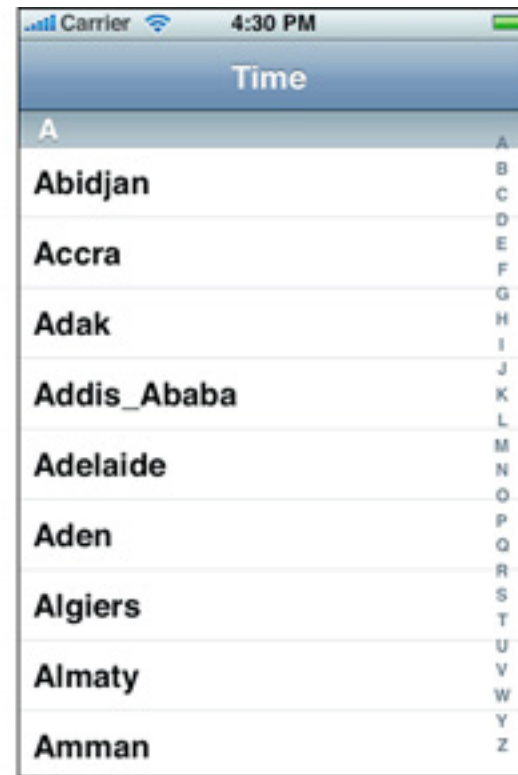 Carrier 4:30 PM
Time
A
Abidjan
Accra
Adak
Addis_Ababa
Adelaide
Aden
Algiers
Almaty
Amman
A
B
C
D
E
F
G
H
I
J
K
L
M
N
O
P
Q
R
S
T
U
V
W
Y
Z